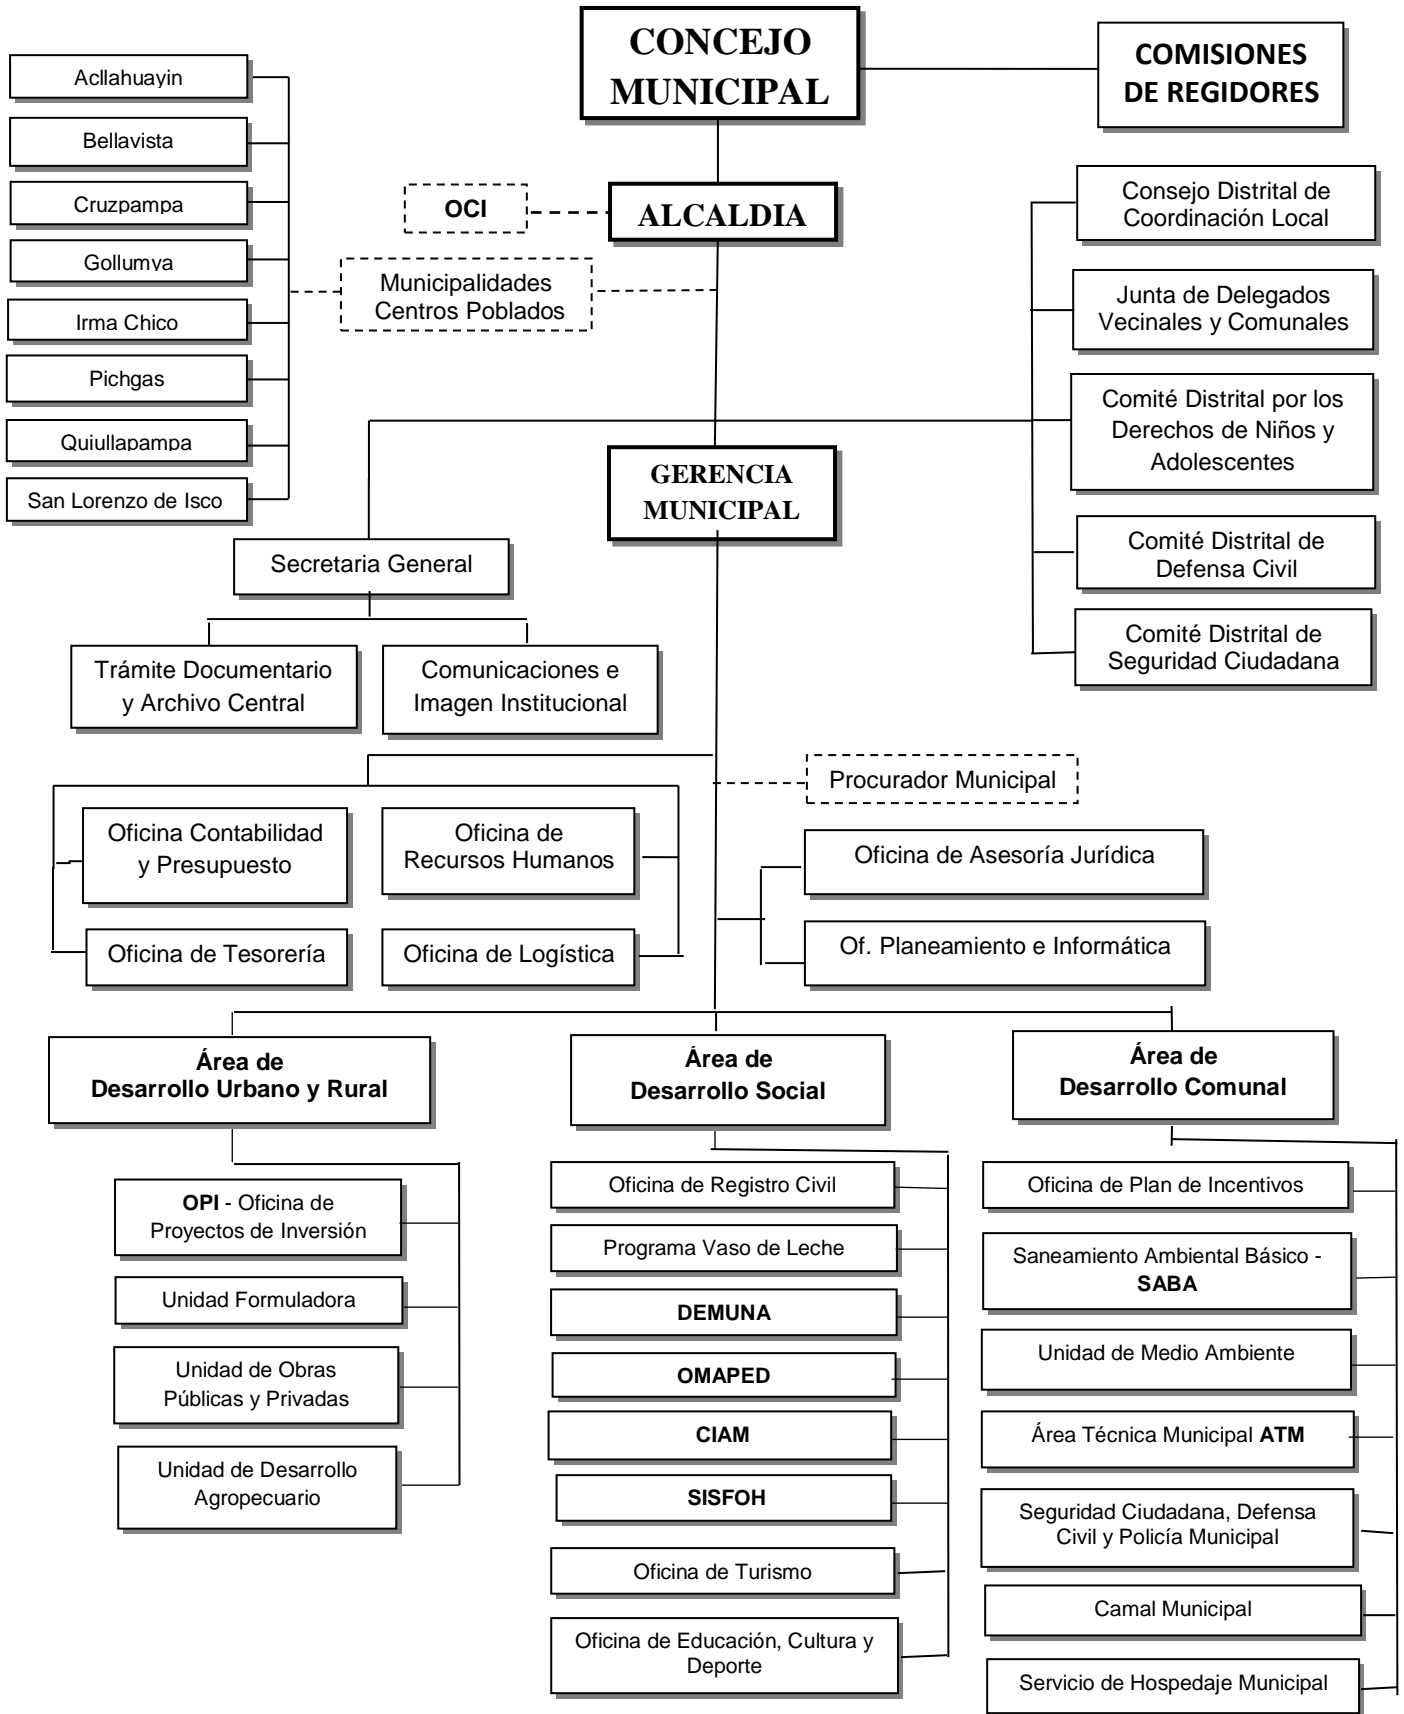 CONCEJO
MUNICIPAL
COMISIONES
DE REGIDORES
Acllahuayin
Bellavista
Cruzpampa
Gollumya
Irma Chico
Pichgas
Quiullapampa
San Lorenzo de Isco
OCI
ALCALDIA
Municipalidades
Centros Poblados
Consejo Distrital de
Coordinación Local
Junta de Delegados
Vecinales y Comunales
Comité Distrital por los
Derechos de Niños y
Adolescentes
Comité Distrital de
Defensa Civil
Comité Distrital de
Seguridad Ciudadana
GERENCIA
MUNICIPAL
Secretaria General
Trámite Documentario
y Archivo Central
Comunicaciones e
Imagen Institucional
Procurador Municipal
Oficina Contabilidad
y Presupuesto
Oficina de
Recursos Humanos
Oficina de Tesorería
Oficina de Logística
Oficina de Asesoría Jurídica
Of. Planeamiento e Informática
Área de
Desarrollo Urbano y Rural
Área de
Desarrollo Social
Área de
Desarrollo Comunal
OPI - Oficina de
Proyectos de Inversión
Unidad Formuladora
Unidad de Obras
Públicas y Privadas
Unidad de Desarrollo
Agropecuario
Oficina de Registro Civil
Programa Vaso de Leche
DEMUNA
OMAPED
CIAM
SISFOH
Oficina de Turismo
Oficina de Educación, Cultura y
Deporte
Oficina de Plan de Incentivos
Saneamiento Ambiental Básico -
SABA
Unidad de Medio Ambiente
Área Técnica Municipal ATM
Seguridad Ciudadana, Defensa
Civil y Policía Municipal
Camal Municipal
Servicio de Hospedaje Municipal